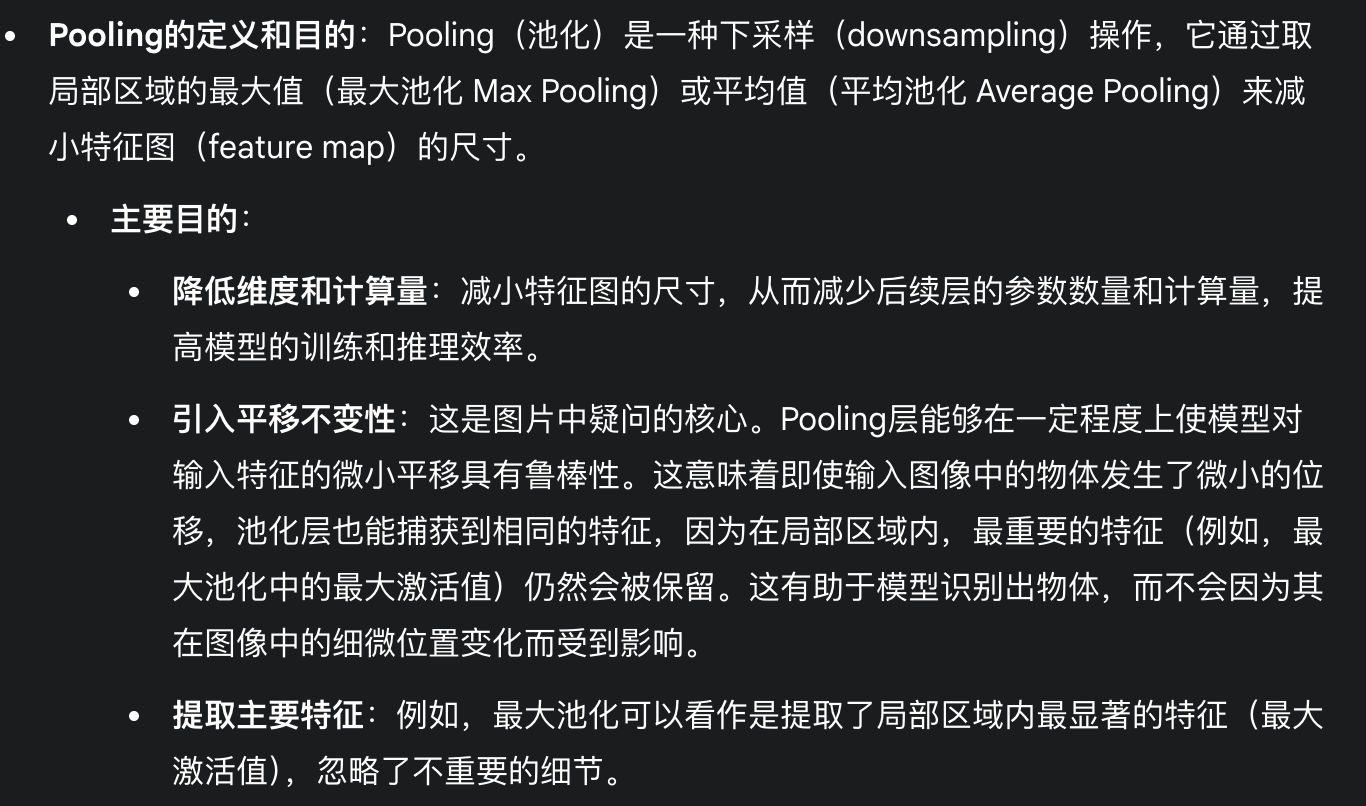 • Pooling的定义和目的：Pooling（池化）是一种下采样（downsampling）操作，它通过取
局部区域的最大值（最大池化 Max Pooling）或平均值（平均池化 Average Pooling）来减
小特征图（feature map）的尺寸。
• 主要目的：
• 降低维度和计算量：减小特征图的尺寸，从而减少后续层的参数数量和计算量，提
高模型的训练和推理效率。
• 引入平移不变性：这是图片中疑问的核心。Pooling层能够在一定程度上使模型对
输入特征的微小平移具有鲁棒性。这意味着即使输入图像中的物体发生了微小的位
移，池化层也能捕获到相同的特征，因为在局部区域内，最重要的特征（例如，最
大池化中的最大激活值）仍然会被保留。这有助于模型识别出物体，而不会因为其
在图像中的细微位置变化而受到影响。
• 提取主要特征：例如，最大池化可以看作是提取了局部区域内最显著的特征（最大
激活值），忽略了不重要的细节。